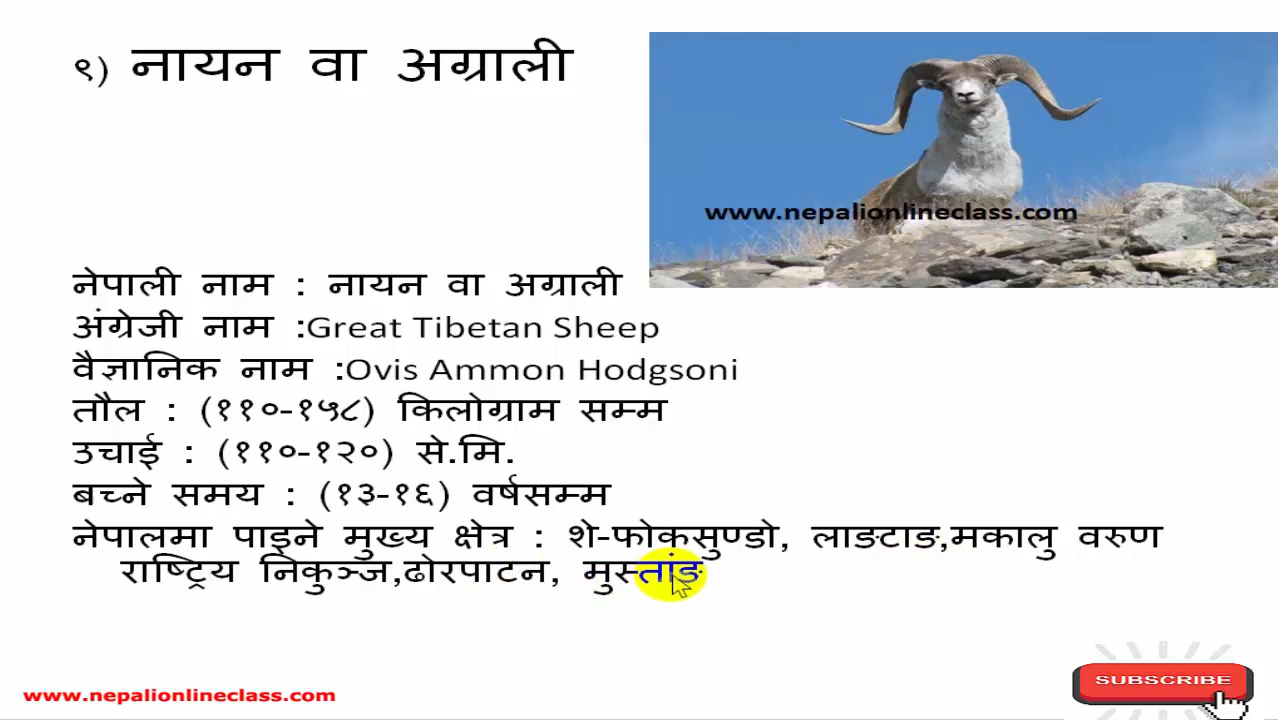 ९) नायन वा अग्राली
www.nepalionlineclass.com
नेपाली नाम : नायन वा अग्राली
अंग्रेजी नाम :Great Tibetan Sheep
वैज्ञानिक नाम :Ovis Ammon Hodgsoni
तौल : (११०-१५८) किलोग्राम सम्म
उचाई : (११०-१२०) से.मि.
बच्ने समय : (१३-१६) वर्षसम्म
नेपालमा पाइने मुख्य क्षेत्र : शे-फोकसुण्डो, लाङटाङ,मकालु वरुण
राष्ट्रिय निकुञ्ज,ढोरपाटन, मुस्तांङ
SUBSCRIBE
www.nepalionlineclass.com